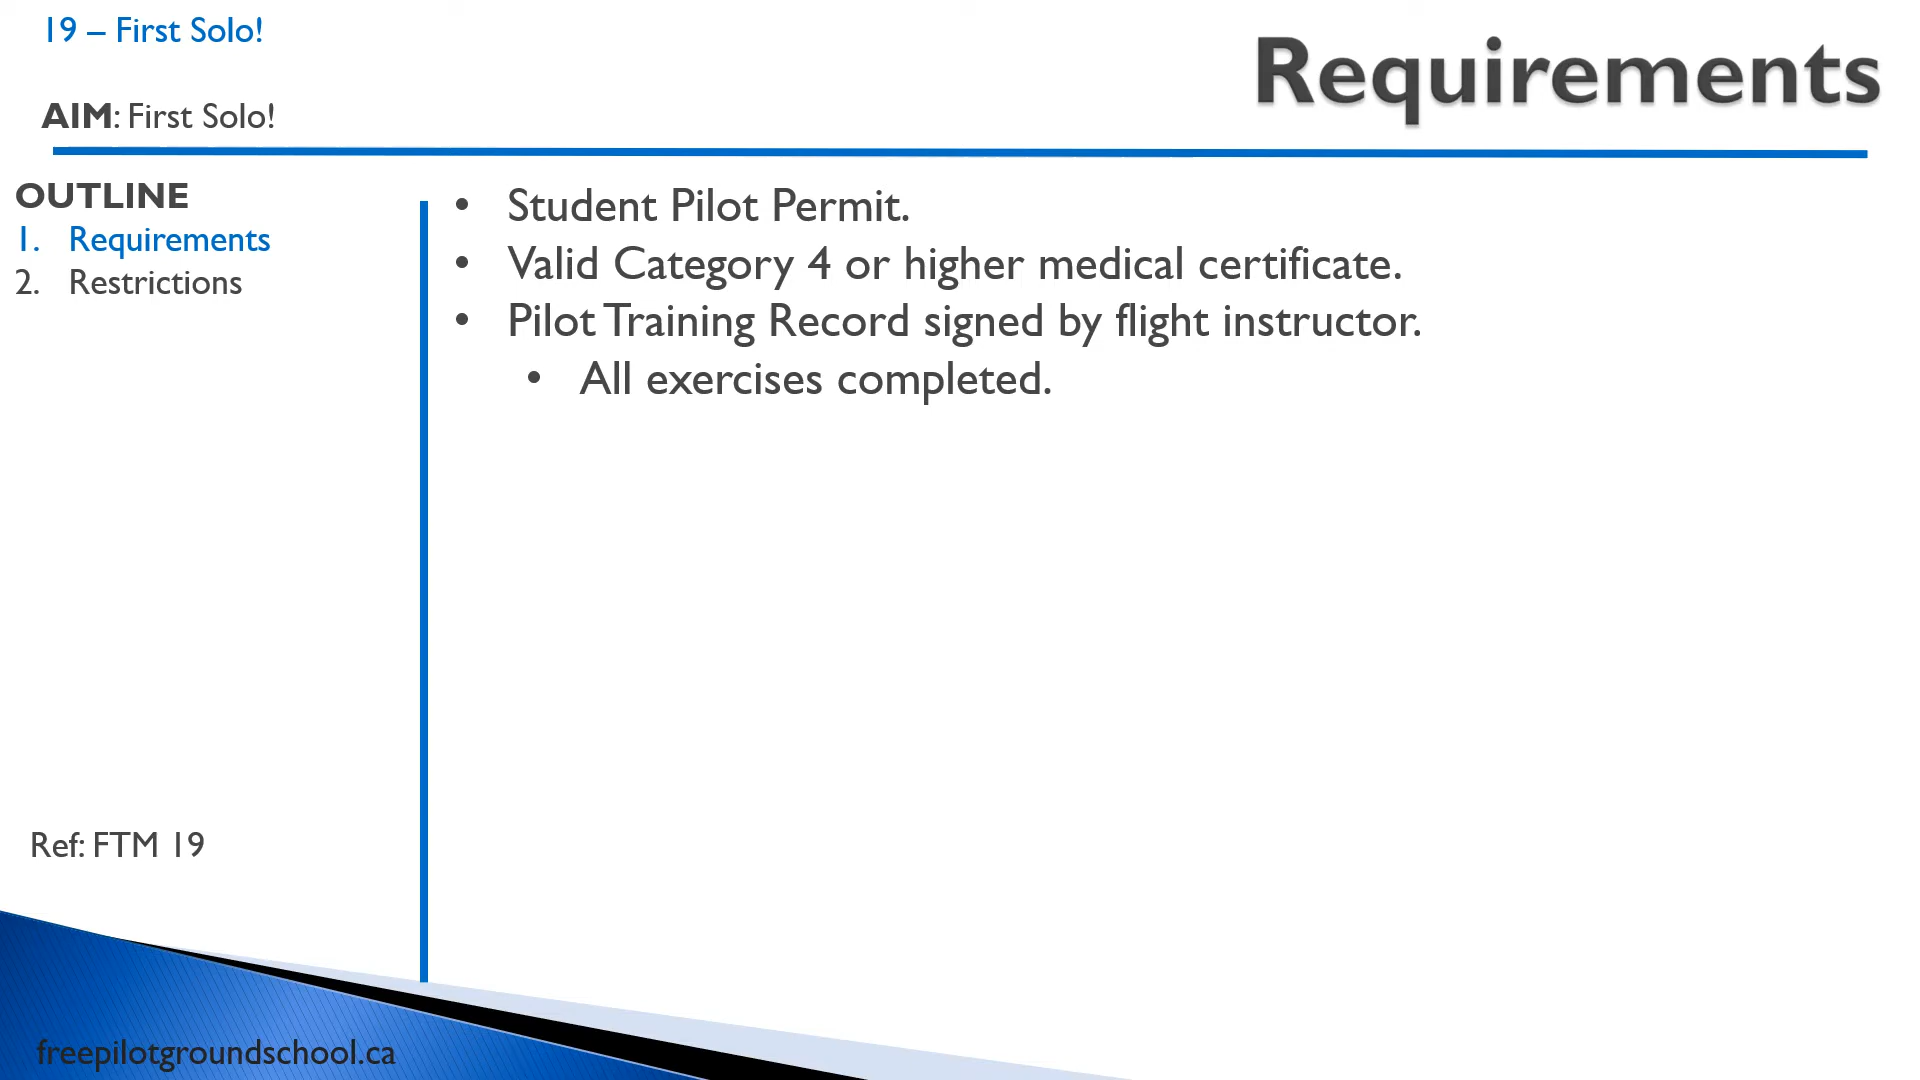 19 – First Solo!
Requirements
AIM: First Solo!
OUTLINE
1. Requirements
2. Restrictions
• Student Pilot Permit.
• Valid Category 4 or higher medical certificate.
• Pilot Training Record signed by flight instructor.
• All exercises completed.
Ref: FTM 19
freepilotgroundschool.ca